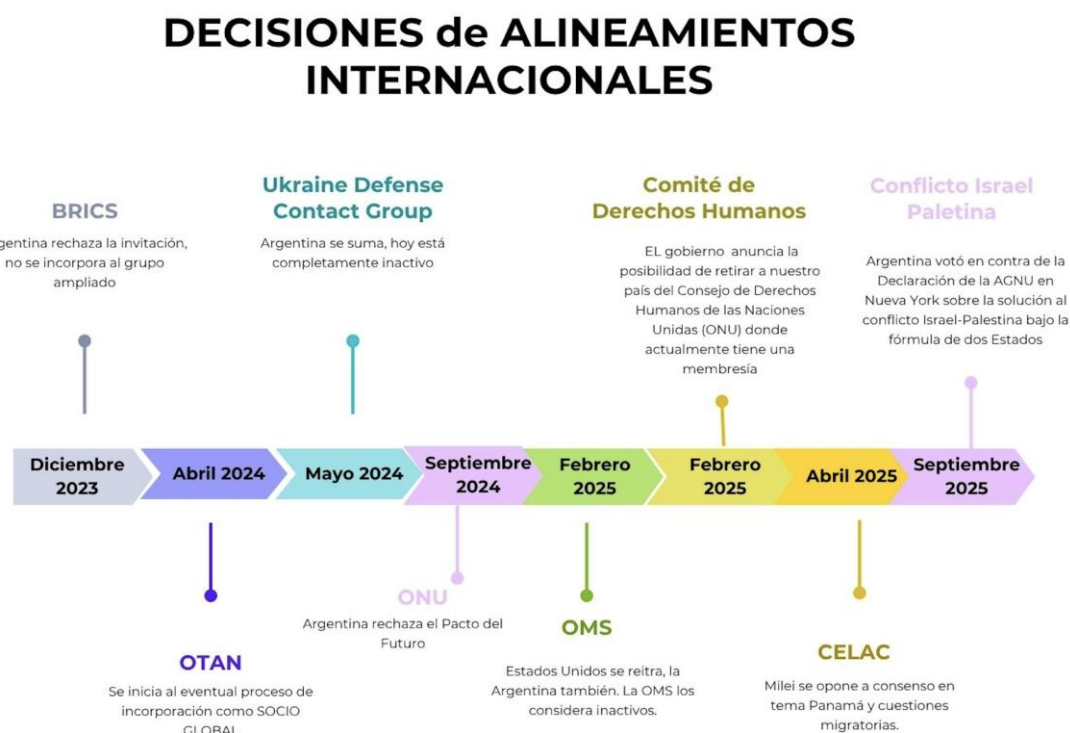 DECISIONES de ALINEAMIENTOS
INTERNACIONALES
BRICS
gentina rechaza la invitación,
no se incorpora al grupo
ampliado
Ukraine Defense
Contact Group
Argentina se suma, hoy está
completamente inactivo
Comité de
Derechos Humanos
EL gobierno anuncia la
posibilidad de retirar a nuestro
país del Consejo de Derechos
Humanos de las Naciones
Unidas (ONU) donde
actualmente tiene una
membresía
Conflicto Israel
Paletina
Argentina votó en contra de la
Declaración de la AGNU en
Nueva York sobre la solución al
conflicto Israel-Palestina bajo la
fórmula de dos Estados
Diciembre
2023
Abril 2024
Mayo 2024
Septiembre
2024
Febrero
2025
Febrero
2025
Abril 2025
Septiembre
2025
OTAN
Se inicia al eventual proceso de
incorporación como SOCIO
GLOBAL
ONU
Argentina rechaza el Pacto del
Futuro
OMS
Estados Unidos se reitra, la
Argentina también. La OMS los
considera inactivos.
CELAC
Milei se opone a consenso en
tema Panamá y cuestiones
migratorias.